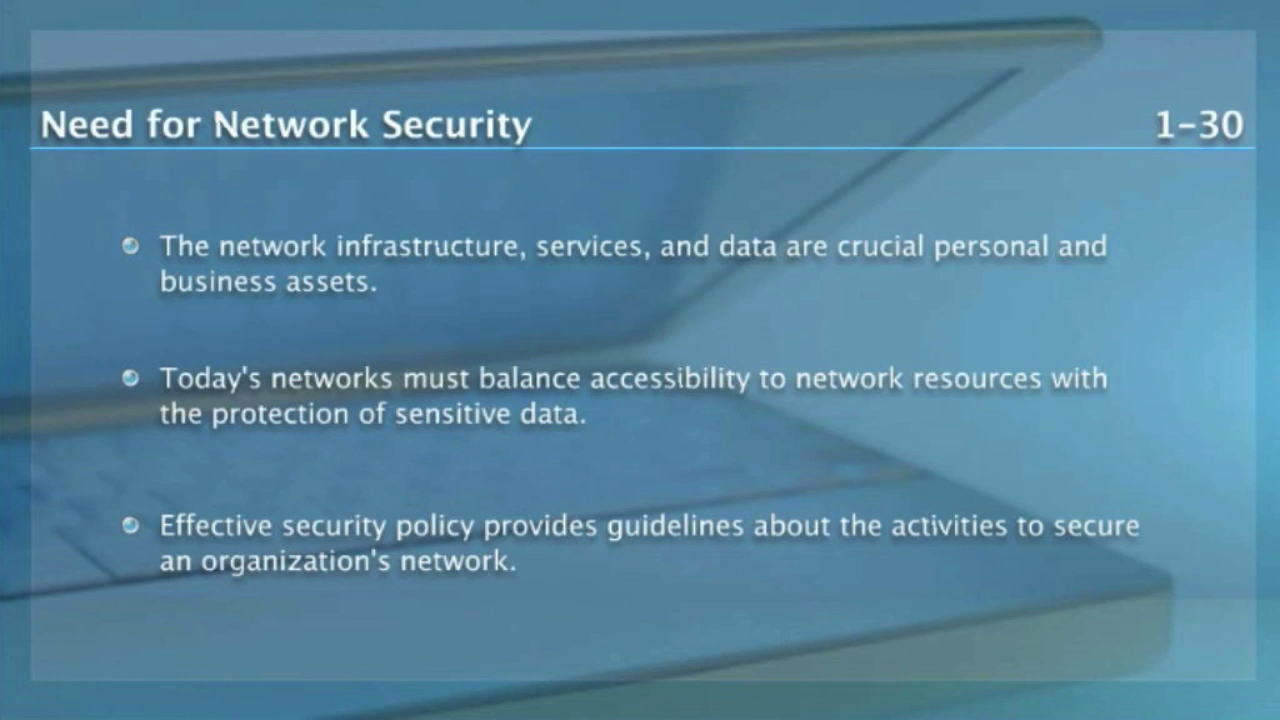 Need for Network Security 1-30
The network infrastructure, services, and data are crucial personal and
business assets.
Today's networks must balance accessibility to network resources with
the protection of sensitive data.
Effective security policy provides guidelines about the activities to secure
an organization's network.